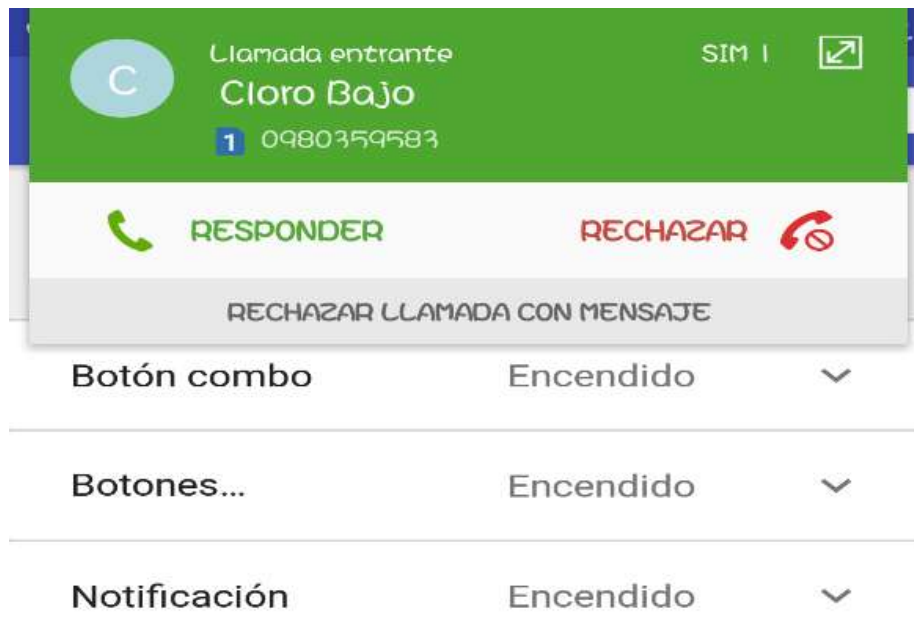 Llamada entrante SIM 1
C
Cloro Bajo
1 0980359583
RESPONDER RECHAZAR
RECHAZAR LLAMADA CON MENSAJE
Botón combo Encendido
Botones... Encendido
Notificación Encendido